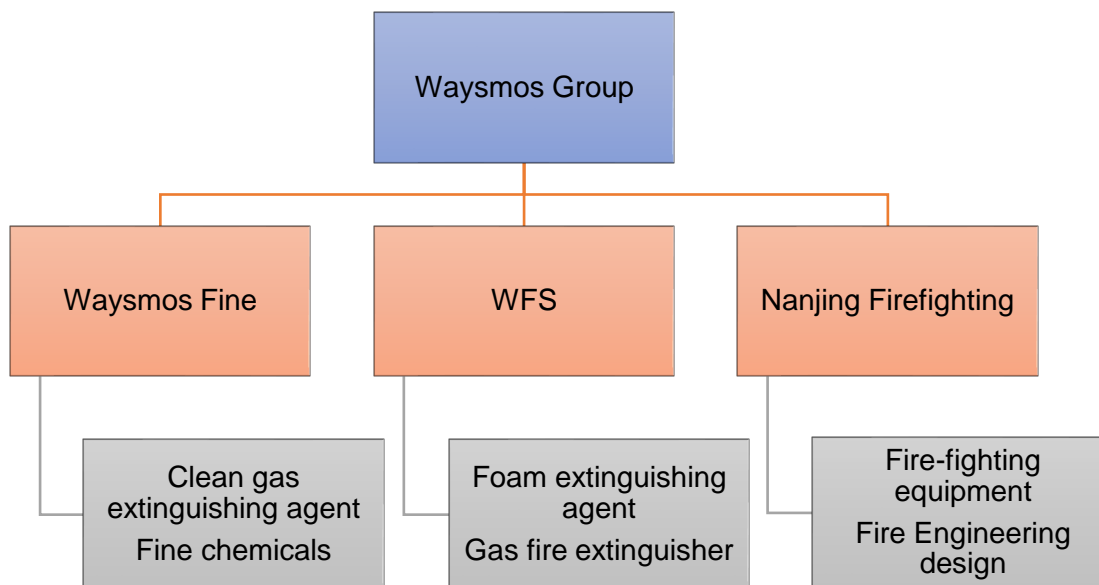 Waysmos Group
Waysmos Fine
WFS
Nanjing Firefighting
Clean gas
extinguishing agent
Fine chemicals
Foam extinguishing
agent
Gas fire extinguisher
Fire-fighting
equipment
Fire Engineering
design